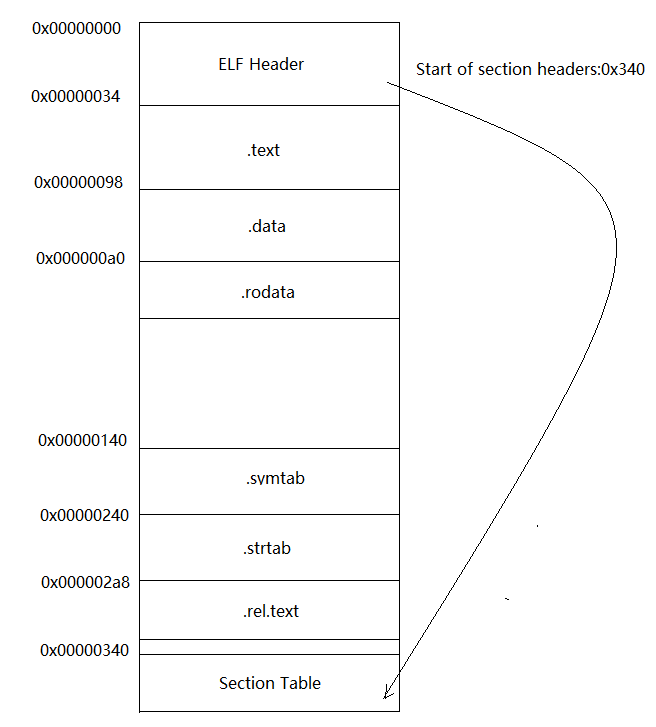 0x00000000
ELF Header
Start of section headers:0x340
0x00000034
.text
0x00000098
.data
0x000000a0
.rodata
0x00000140
.symtab
0x00000240
.strtab
0x000002a8
.rel.text
0x00000340
Section Table